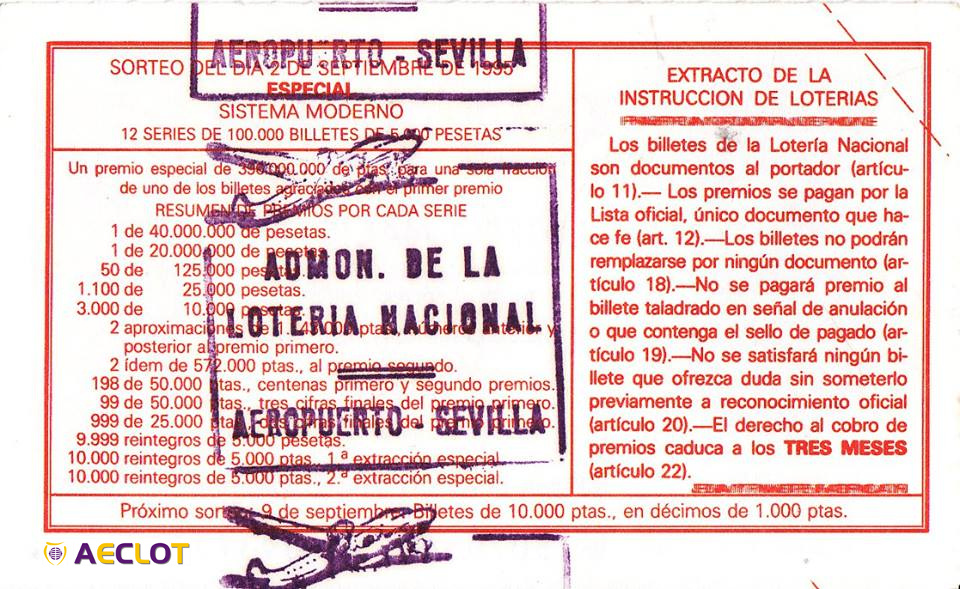 AEROPUERTO - SEVILLA
SORTEO DEL DIA 2 DE SEPTIEMBRE DE 1995
ESPECIAL
SISTEMA MODERNO
12 SERIES DE 100.000 BILLETES DE 5.000 PESETAS
Un premio especial de 390.000.000 de ptas. para una sola fracción
de uno de los billetes agraciados con el primer premio
RESUMEN DE PREMIOS POR CADA SERIE
1 de 40.000.000 de pesetas.
1 de 20.000.000 de pesetas.
50 de 125.000 pesetas.
1.100 de 25.000 pesetas.
3.000 de 10.000 pesetas.
2 aproximaciones de ptas., números anterior y
posterior al premio primero.
2 ídem de 572.000 ptas., al premio segundo.
198 de 50.000 ptas., centenas primero y segundo premios.
99 de 50.000 ptas., tres cifras finales del premio primero.
999 de 25.000 ptas., dos cifras finales del premio primero.
9.999 reintegros de 5.000 pesetas.
10.000 reintegros de 5.000 ptas., 1.ª extracción especial.
10.000 reintegros de 5.000 ptas., 2.ª extracción especial.
ADMON. DE LA
LOTERIA NACIONAL
AEROPUERTO - SEVILLA
EXTRACTO DE LA
INSTRUCCION DE LOTERIAS
Los billetes de la Lotería Nacional
son documentos al portador (artícu-
lo 11).— Los premios se pagan por la
Lista oficial, único documento que ha-
ce fe (art. 12).—Los billetes no podrán
remplazarse por ningún documento (ar-
tículo 18).—No se pagará premio al
billete taladrado en señal de anulación
o que contenga el sello de pagado (ar-
tículo 19).—No se satisfará ningún bi-
llete que ofrezca duda sin someterlo
previamente a reconocimiento oficial
(artículo 20).—El derecho al cobro de
premios caduca a los TRES MESES
(artículo 22).
Próximo sorteo: 9 de septiembre. Billetes de 10.000 ptas., en décimos de 1.000 ptas.
AECLOT